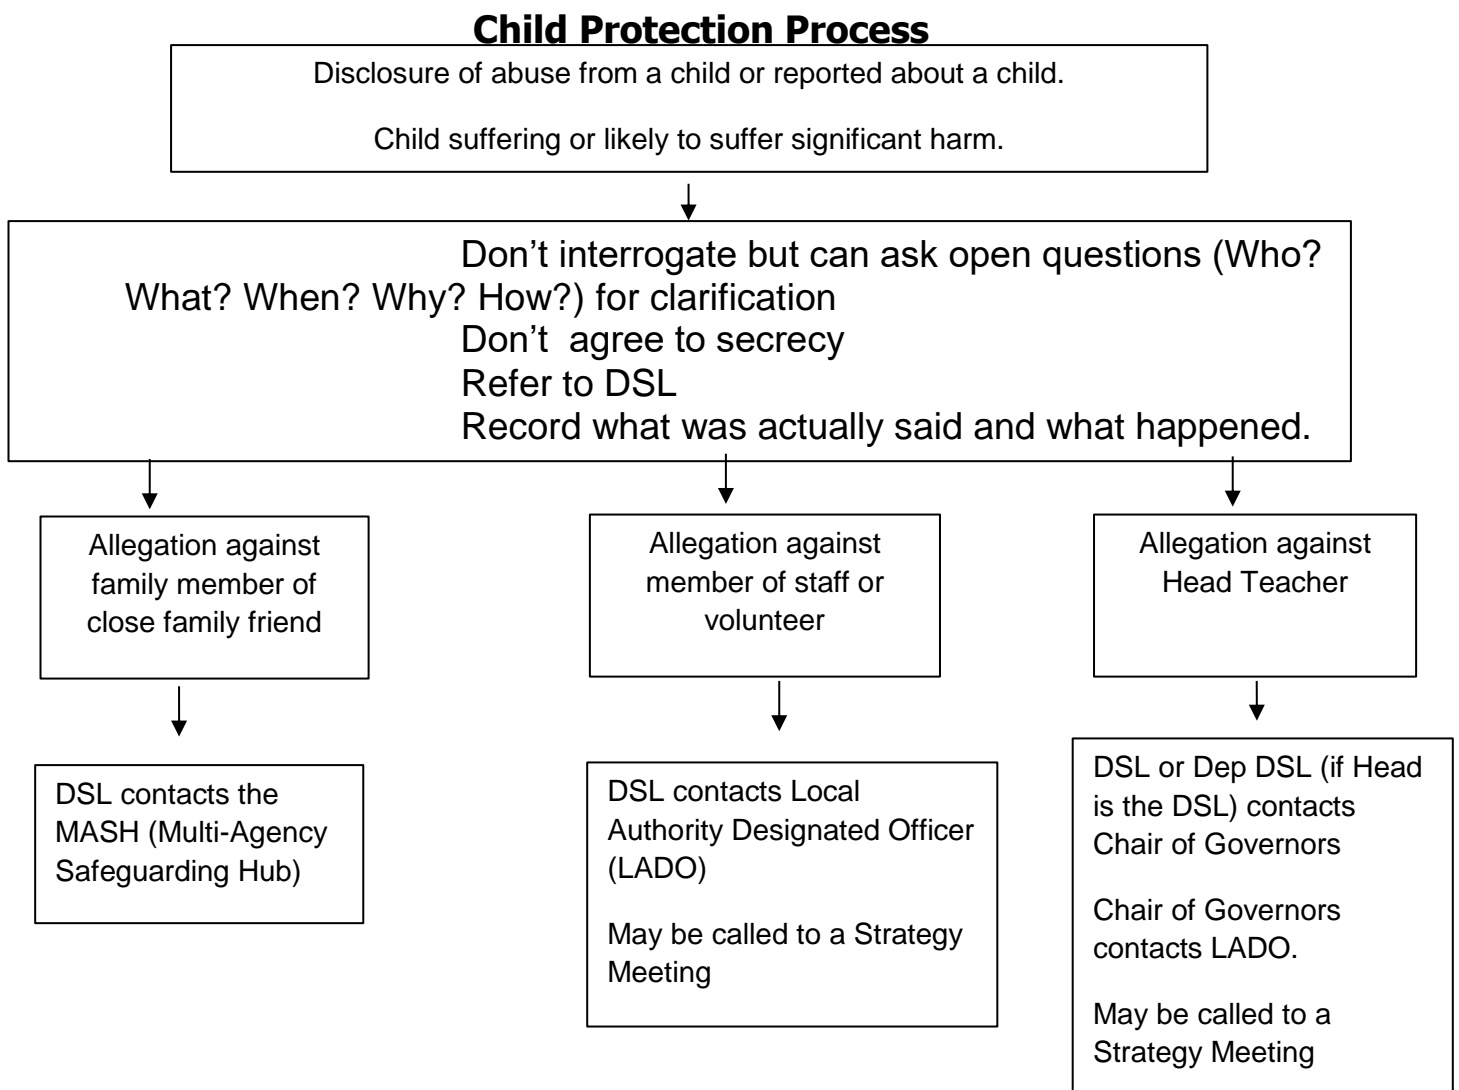 Child Protection Process
Disclosure of abuse from a child or reported about a child.
Child suffering or likely to suffer significant harm.
Don’t interrogate but can ask open questions (Who?
What? When? Why? How?) for clarification
Don’t  agree to secrecy
Refer to DSL
Record what was actually said and what happened.
Allegation against
family member of
close family friend
Allegation against
member of staff or
volunteer
Allegation against
Head Teacher
DSL contacts the
MASH (Multi-Agency
Safeguarding Hub)
DSL contacts Local
Authority Designated Officer
(LADO)
May be called to a Strategy
Meeting
DSL or Dep DSL (if Head
is the DSL) contacts
Chair of Governors
Chair of Governors
contacts LADO.
May be called to a
Strategy Meeting